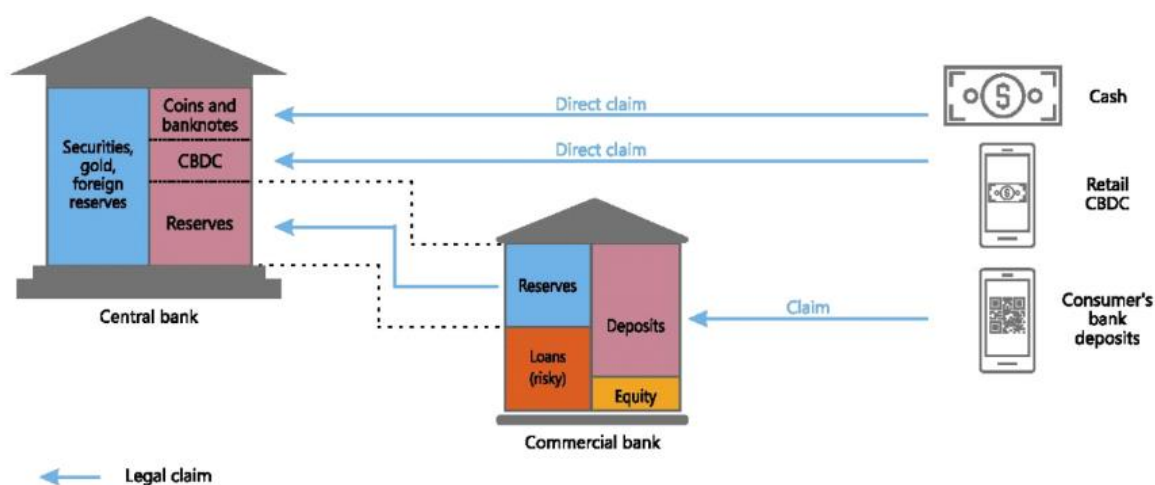 Securities,
gold,
foreign
reserves
Coins and
banknotes
CBDC
Reserves
Central bank
Direct claim
Direct claim
Claim
Reserves
Loans
(risky)
Deposits
Equity
Commercial bank
$
Cash
$
Retail
CBDC
Consumer's
bank
deposits
Legal claim